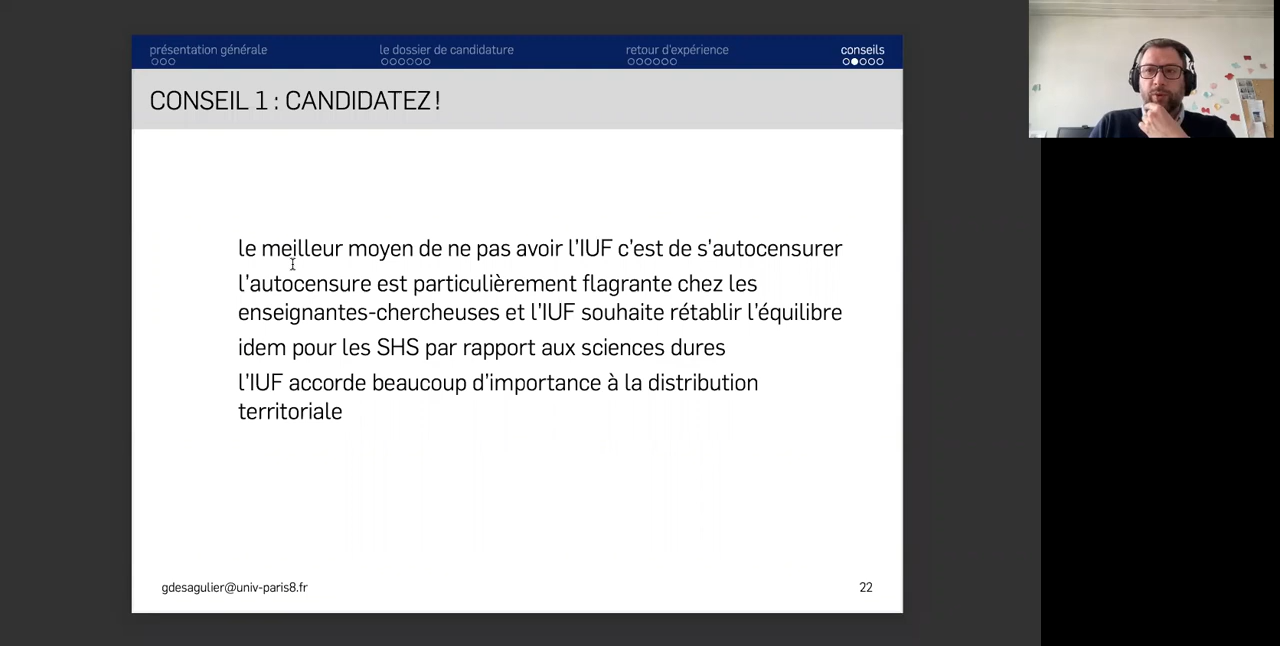 présentation générale
le dossier de candidature
retour d'expérience
conseils
CONSEIL 1 : CANDIDATEZ !
le meilleur moyen de ne pas avoir l'IUF c'est de s'autocensurer
l'autocensure est particulièrement flagrante chez les
enseignantes-chercheuses et l'IUF souhaite rétablir l'équilibre
idem pour les SHS par rapport aux sciences dures
l'IUF accorde beaucoup d'importance à la distribution
territoriale
gdesagulier@univ-paris8.fr
22